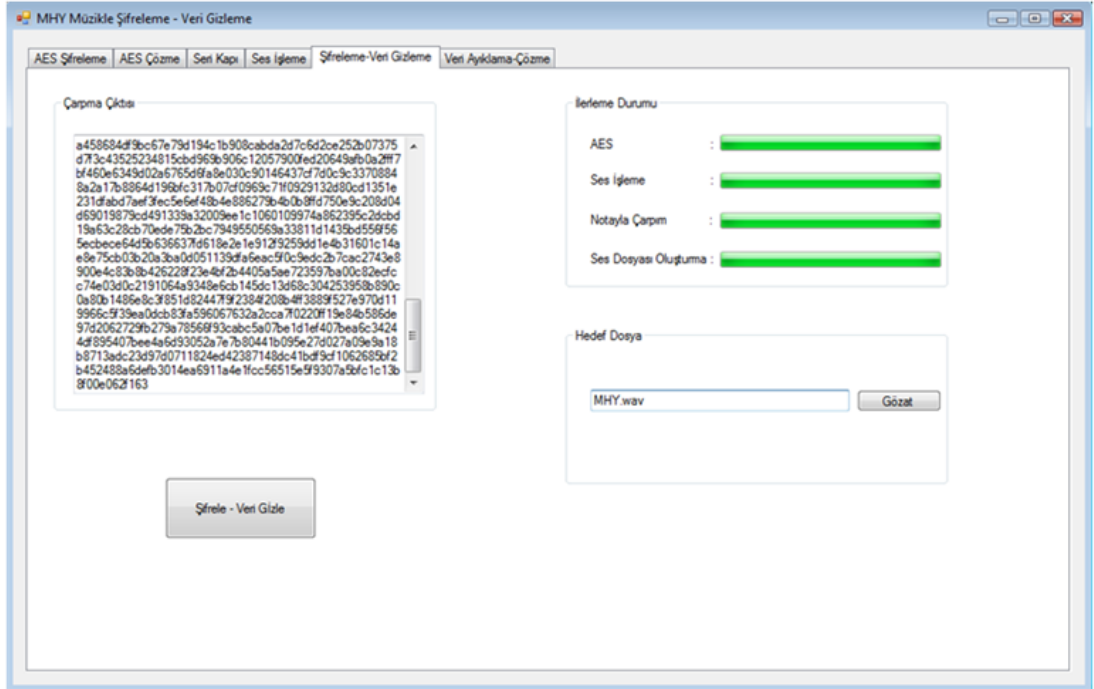 MHY Müzikle Şifreleme - Veri Gizleme
AES Şifreleme AES Çözme Seri Kapı Ses İşleme Şifreleme-Veri Gizleme Veri Ayıklama-Çözme
Çarpma Çıktısı
a458684df9bc67e79d194c1b908cabda2d7c6d2ce252b07375
d7f3c43525234815cbd969b906c12057900fed20649afb0a2fff7
bf460e6349d02a6765d6fa8e030c90146437cf7d0c9c3370884
8a2a17b8864d196bfc317b07cf0969c71f0929132d80cd1351e
231dfabd7aef3fec5e6ef48b4e886279b4b0b8ffd750e9c208d04
d69019879cd491339a32009ee1c1060109974a862395c2dcbd
19a63c28cb70ede75b2bc7949550569a33811d1435bd556f56
5ecbece64d5b636637fd618e2e1e912f9259dd1e4b31601c14a
e8e75cb03b20a3ba0d051139dfa6eac5f0c9edc2b7cac2743e8
900e4c83b8b426228f23e4bf2b4405a5ae723597ba00c82ecfc
c74e03d0c2191064a9348e6cb145dc13d68c304253958b890c
0a80b1486e8c3f851d82447f9f2384f208b4ff3889f527e970d11
9966c5f39ea0dcb83fa596067632a2cca7f0220ff19e84b586de
97d2062729fb279a78566f93cabc5a07be1d1ef407bea6c3424
4df895407bee4a6d93052a7e7b80441b095e27d027a09e9a18
b8713adc23d97d0711824ed42387148dc41bdf9cf1062685bf2
b452488a6defb3014ea6911a4e1fcc56515e5f9307a5bfc1c13b
8f00e062f163
Şifrele - Veri Gizle
İlerleme Durumu
AES :
Ses İşleme :
Notayla Çarpım :
Ses Dosyası Oluşturma :
Hedef Dosya
MHY.wav Gözat